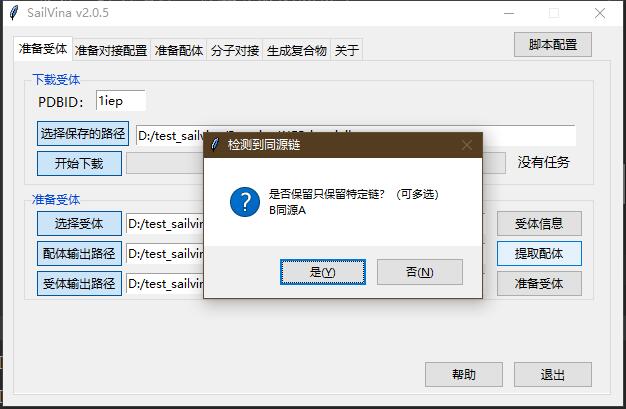 SailVina v2.0.5
准备受体 准备对接配置 准备配体 分子对接 生成复合物 关于
脚本配置
下载受体
PDBID: 1iep
选择保存的路径
开始下载 没有任务
检测到同源链
是否保留只保留特定链? (可多选)
B同源A
是(Y) 否(N)
准备受体
选择受体 D:/test_sailvin 受体信息
配体输出路径 D:/test_sailvin 提取配体
受体输出路径 D:/test_sailvin 准备受体
帮助 退出